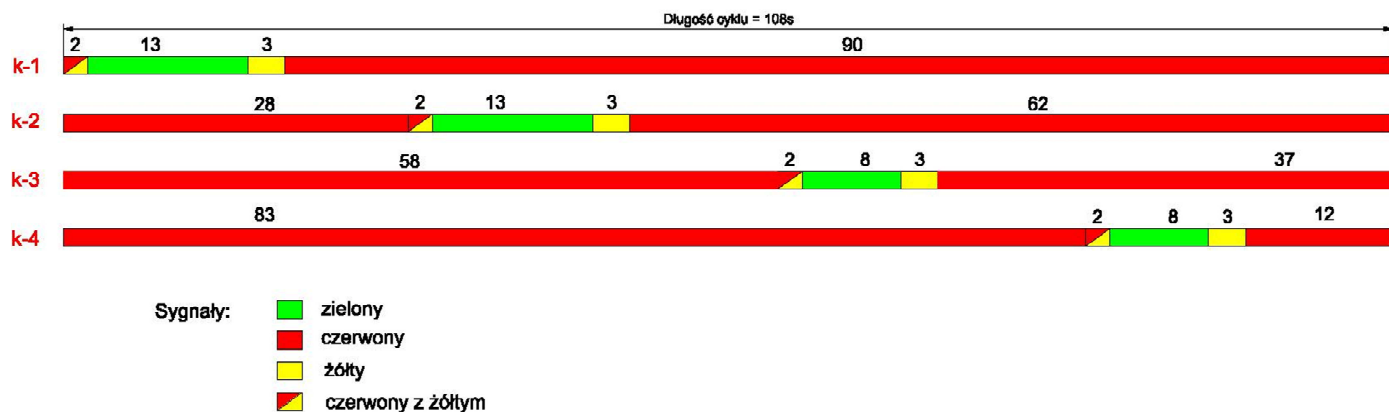 Długość cyklu = 108s
2 13 3 90
k-1
28 2 13 3 62
k-2
58 2 8 3 37
k-3
83 2 8 3 12
k-4
Sygnały: zielony
czerwony
żółty
czerwony z żółtym